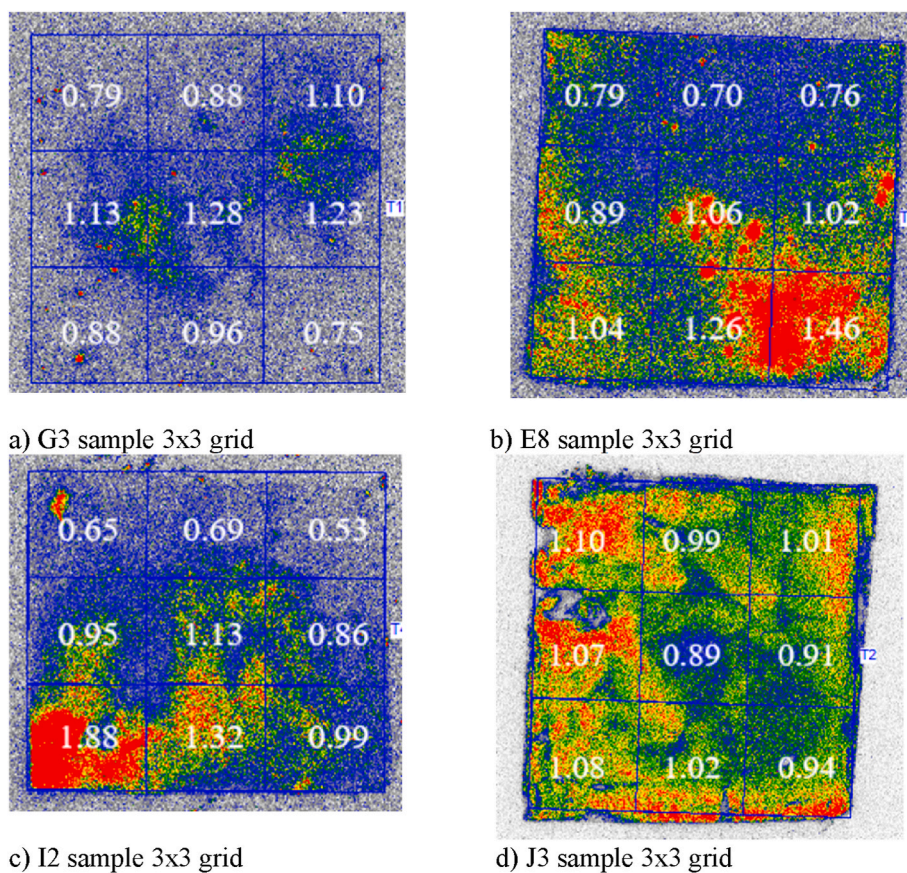 0.79 0.88 1.10
1.13 1.28 1.23
T1
0.88 0.96 0.75
a) G3 sample 3x3 grid
0.79 0.70 0.76
0.89 1.06 1.02
1.04 1.26 1.46
b) E8 sample 3x3 grid
0.65 0.69 0.53
0.95 1.13 0.86
1.88 1.32 0.99
c) I2 sample 3x3 grid
1.10 0.99 1.01
1.07 0.89 0.91
T2
1.08 1.02 0.94
d) J3 sample 3x3 grid